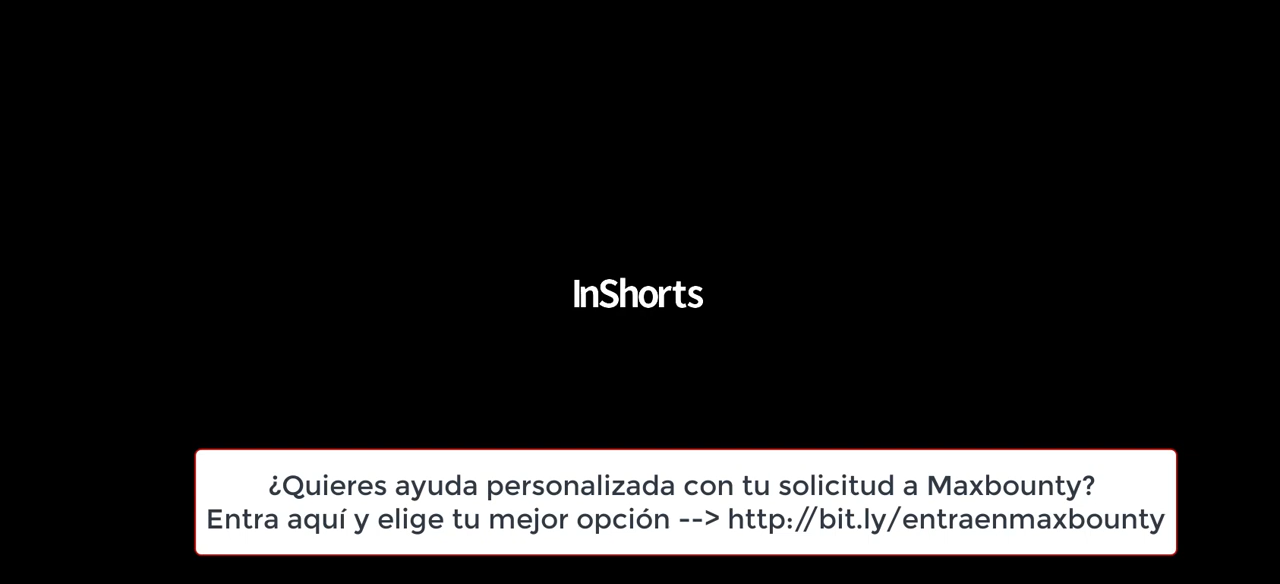 InShorts
¿Quieres ayuda personalizada con tu solicitud a Maxbounty?
Entra aquí y elige tu mejor opción --> http://bit.ly/entraenmaxbounty